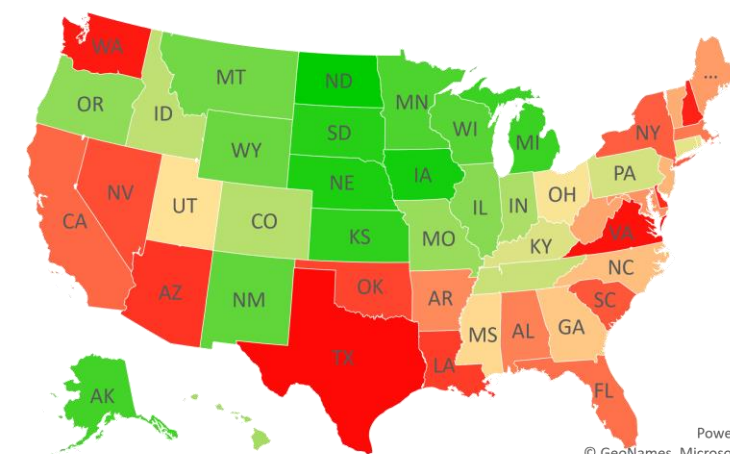 WA
MT
ND
MN
...
OR
ID
SD
WI
MI
NY
WY
NE
IA
PA
NV
UT
CO
IL
IN
OH
CA
KS
MO
KY
VA
AZ
NM
OK
AR
NC
SC
TX
LA
MS
AL
GA
AK
FL
Powe
© GeoNames, Microsof